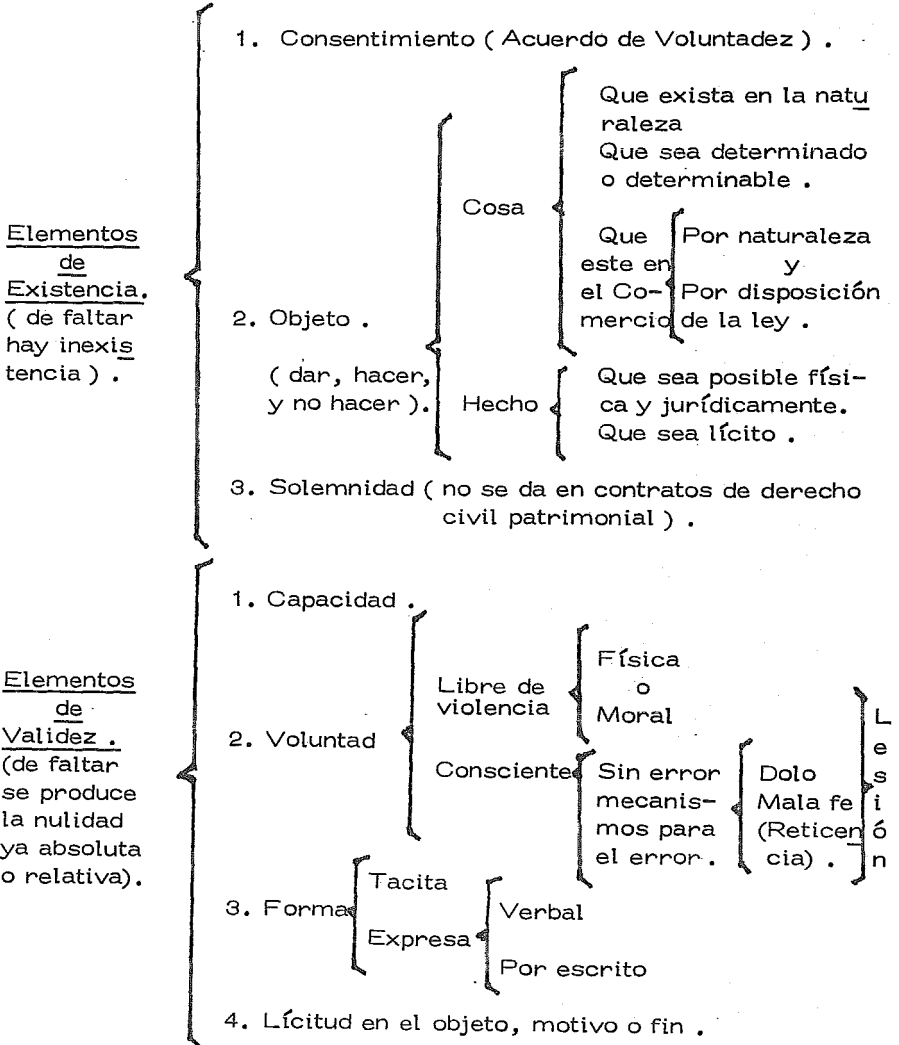 1. Consentimiento ( Acuerdo de Voluntadez ) .
Que exista en la natu
raleza
Que sea determinado
o determinable .
Cosa
Que
este en
el Co-
mercio
Por naturaleza
y
Por disposición
de la ley .
Elementos
de
Existencia.
( de faltar
hay inexis
tencia ) .
2. Objeto .
( dar, hacer,
y no hacer ).
Hecho
Que sea posible físi-
ca y jurídicamente.
Que sea lícito .
3. Solemnidad ( no se da en contratos de derecho
civil patrimonial ) .
1. Capacidad .
Elementos
de
Validez .
(de faltar
se produce
la nulidad
ya absoluta
o relativa).
2. Voluntad
Libre de
violencia
Física
o
Moral
Consciente
Sin error
mecanis-
mos para
el error .
Dolo
Mala fe
(Reticen
cia) .
Lesión
3. Forma
Tacita
Expresa
Verbal
Por escrito
4. Lícitud en el objeto, motivo o fin .